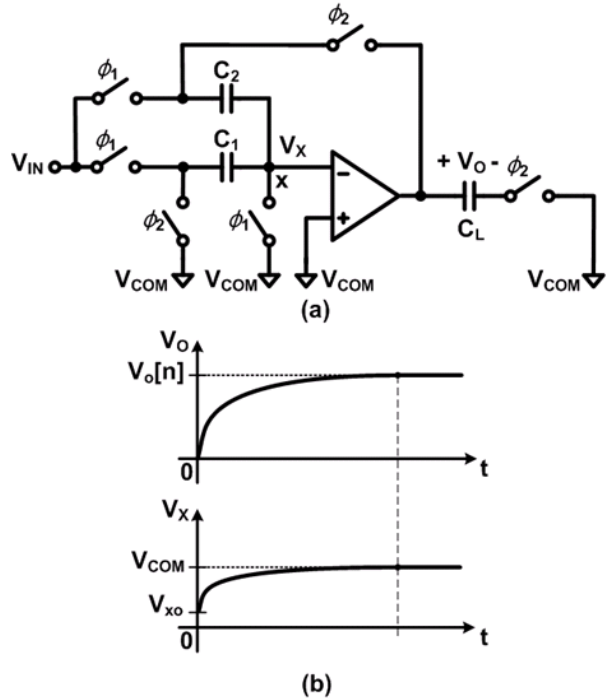 ϕ2
ϕ1
C2
ϕ1
C1
VX
VIN
x
−
+ VO - ϕ2
ϕ2
ϕ1
+
CL
VCOM VCOM VCOM VCOM
(a)
VO
Vo[n]
0
t
VX
VCOM
Vxo
0
t
(b)